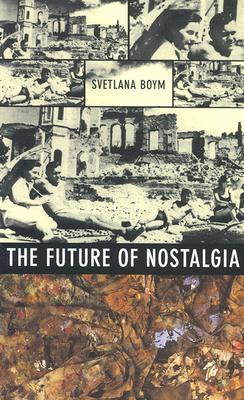 SVETLANA BOYM
THE FUTURE OF NOSTALGIA